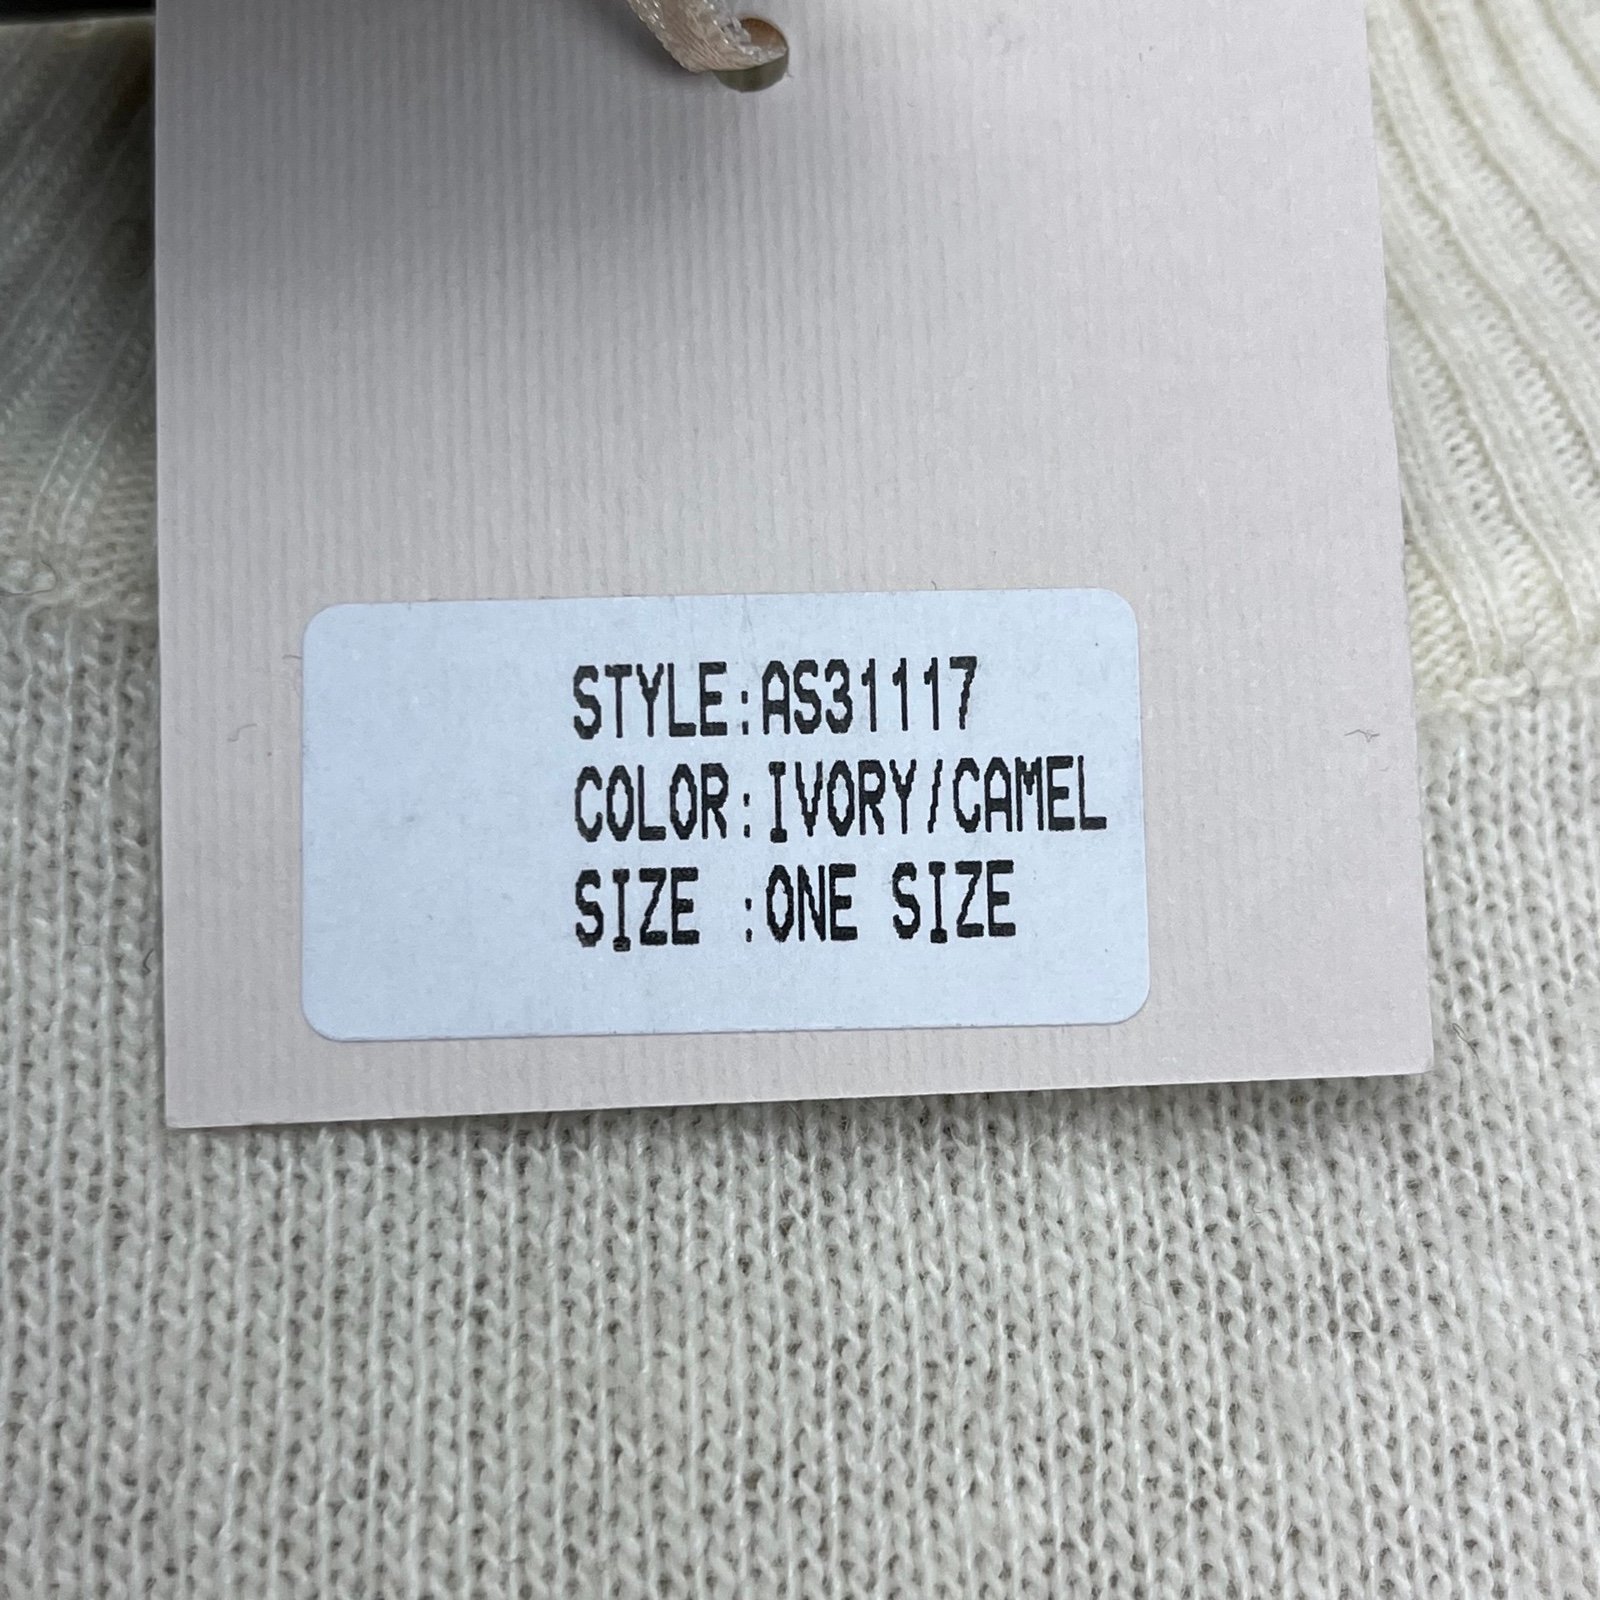 STYLE:AS31117
COLOR:IVORY/CAMEL
SIZE :ONE SIZE